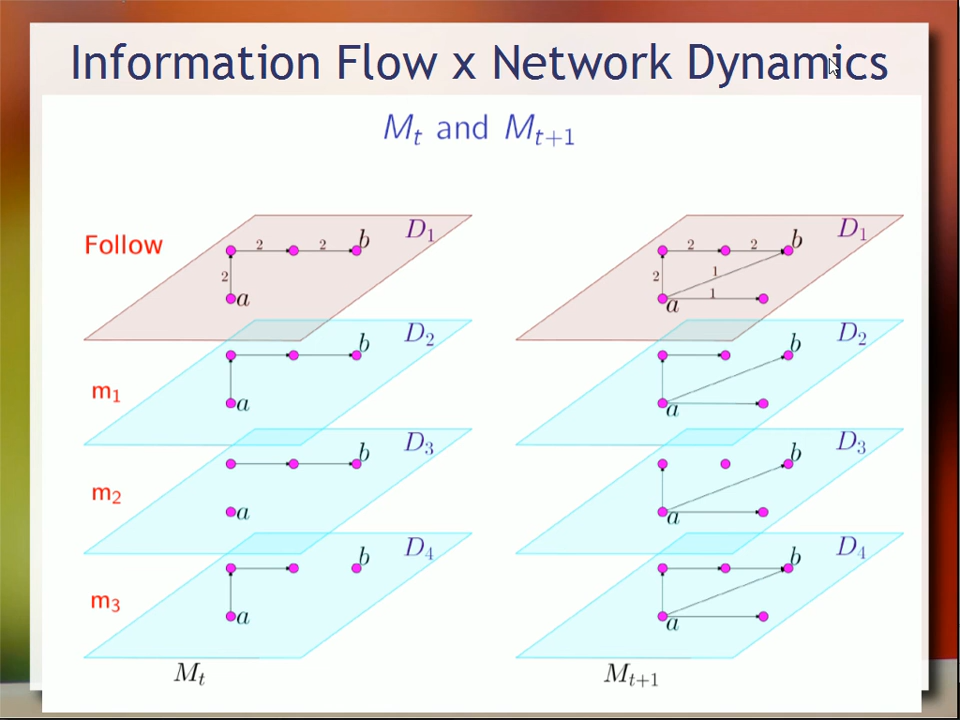 Information Flow x Network Dynamics
Mt and Mt+1
Follow
D1
2 2 b
2
a
D1
2 2 b
2 1
1
a
m1
D2
b
a
D2
b
a
m2
D3
b
a
D3
b
a
m3
D4
b
a
D4
b
a
Mt
Mt+1